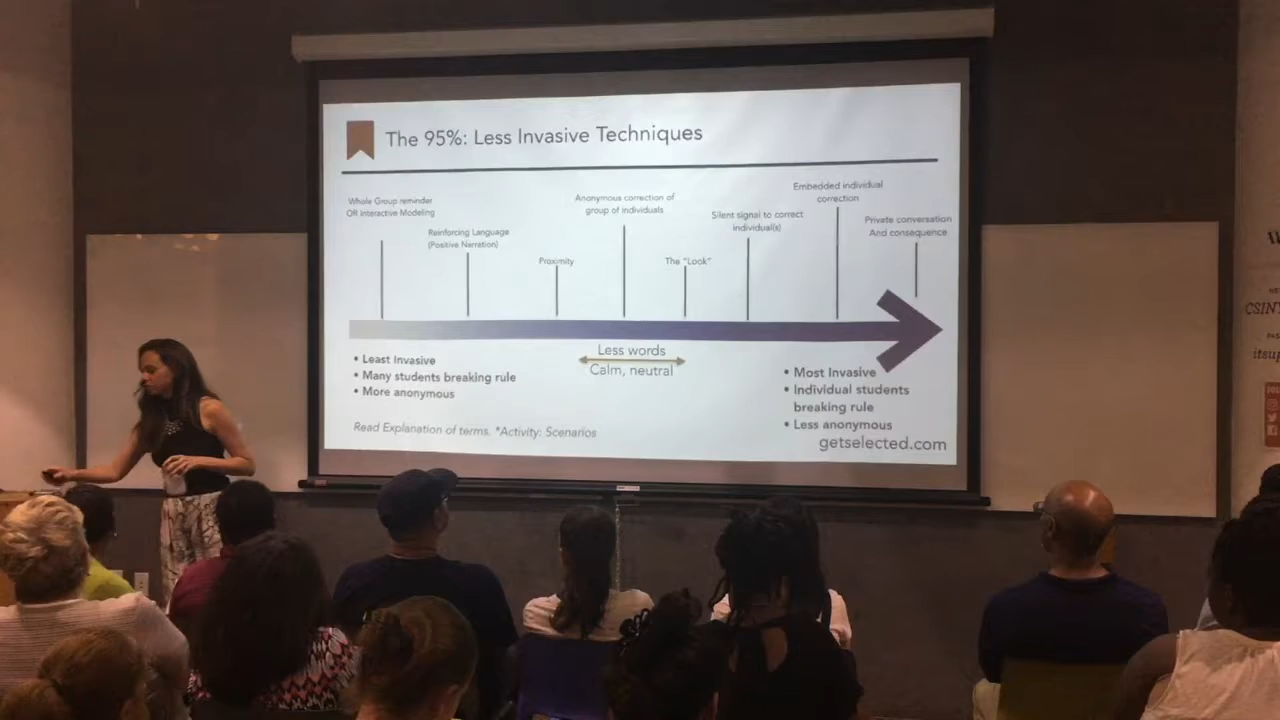 The 95%: Less Invasive Techniques
Whole Group reminder
OR Interactive Modeling
Reinforcing Language
(Positive Narration)
Proximity
Anonymous correction of
group of individuals
The "Look"
Silent signal to correct
individual(s)
Embedded individual
correction
Private conversation
And consequence
Less words
Calm, neutral
• Least Invasive
• Many students breaking rule
• More anonymous
• Most Invasive
• Individual students
breaking rule
• Less anonymous
Read Explanation of terms. *Activity: Scenarios
getselected.com